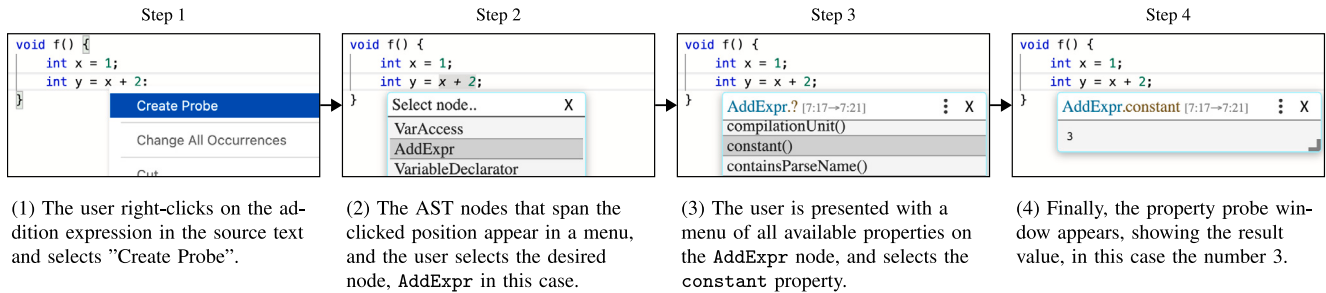 Step 1
void f() {
int x = 1;
int y = x + 2:
}
Create Probe
Change All Occurrences
Cut
(1) The user right-clicks on the ad-
dition expression in the source text
and selects ”Create Probe”.
Step 2
void f() {
int x = 1;
int y = x + 2;
}
Select node.. X
VarAccess
AddExpr
VariableDeclarator
(2) The AST nodes that span the
clicked position appear in a menu,
and the user selects the desired
node, AddExpr in this case.
Step 3
void f() {
int x = 1;
int y = x + 2;
}
AddExpr.? [7:17→7:21] ⋮ X
compilationUnit()
constant()
containsParseName()
(3) The user is presented with a
menu of all available properties on
the AddExpr node, and selects the
constant property.
Step 4
void f() {
int x = 1;
int y = x + 2;
}
AddExpr.constant [7:17→7:21] ⋮ X
3
(4) Finally, the property probe win-
dow appears, showing the result
value, in this case the number 3.